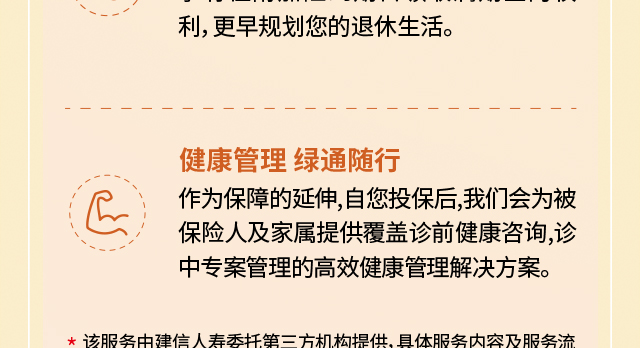 利，更早规划您的退休生活。
健康管理 绿通随行
作为保障的延伸,自您投保后,我们会为被
保险人及家属提供覆盖诊前健康咨询,诊
中专案管理的高效健康管理解决方案。
* 该服务由建信人寿委托第三方机构提供，具体服务内容及服务流